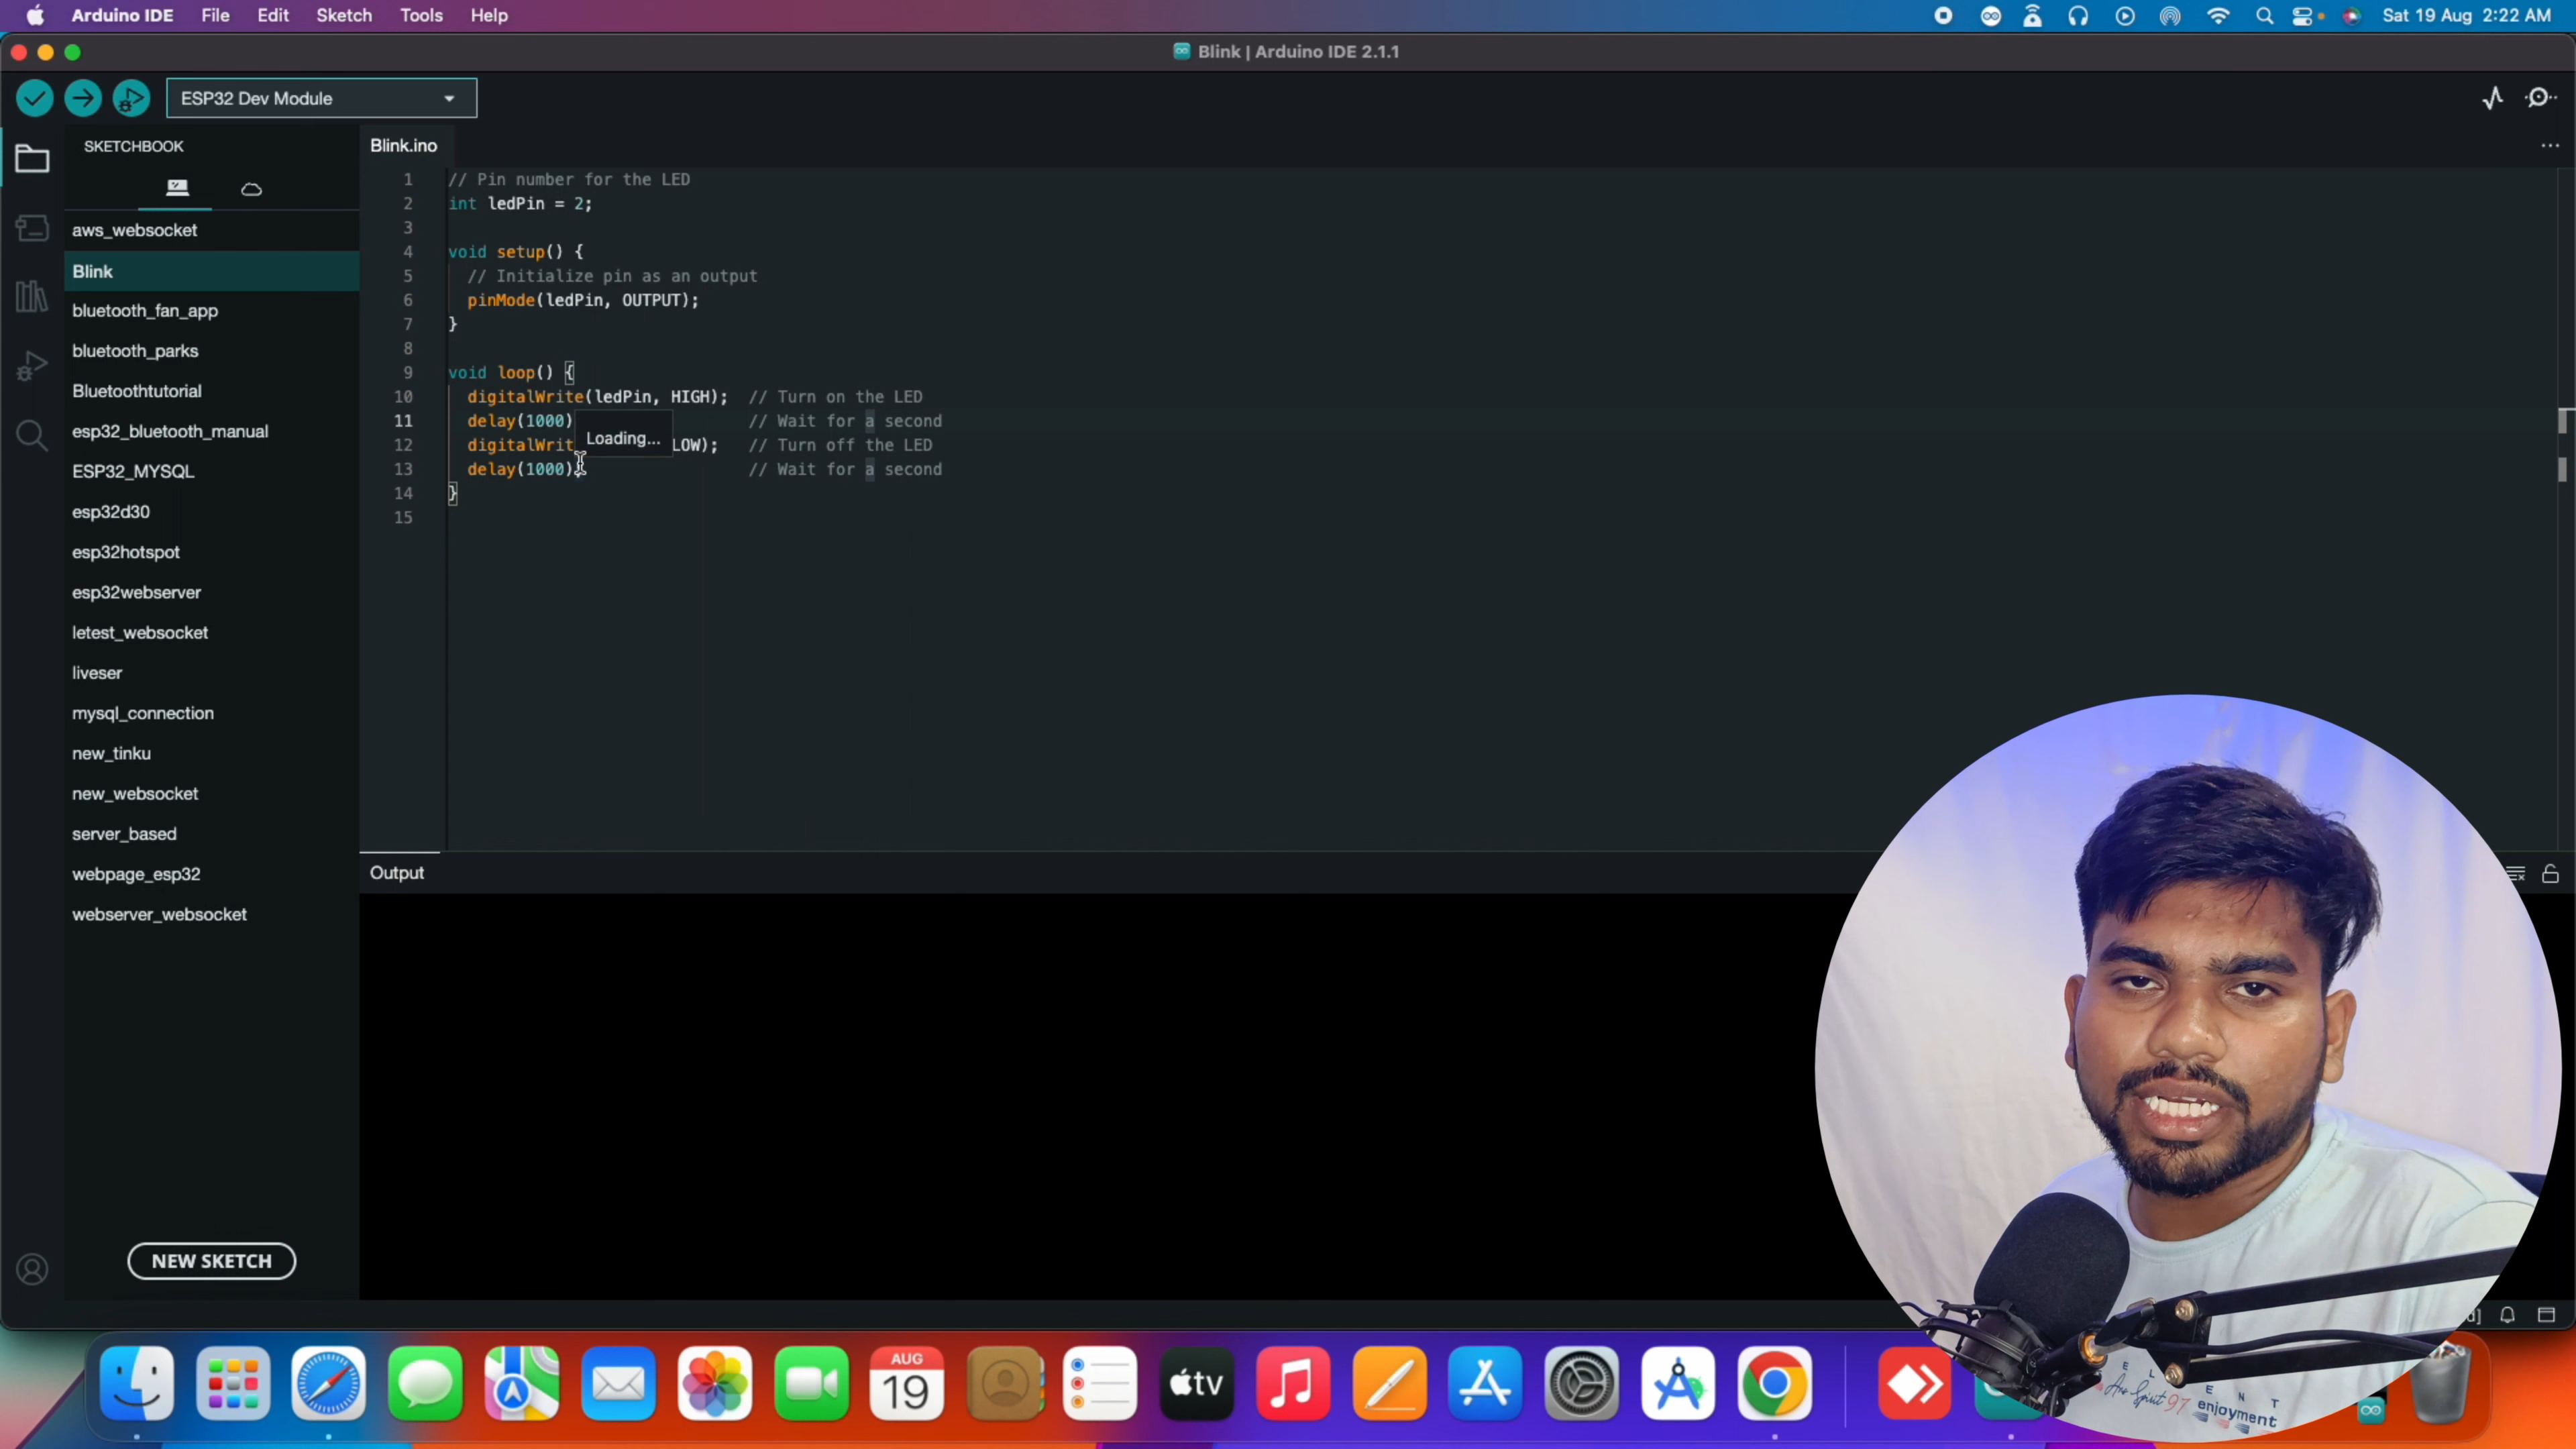 Arduino IDE File Edit Sketch Tools Help Sat 19 Aug 2:22 AM
Blink | Arduino IDE 2.1.1
ESP32 Dev Module
SKETCHBOOK
aws_websocket
Blink
bluetooth_fan_app
bluetooth_parks
Bluetoothtutorial
esp32_bluetooth_manual
ESP32_MYSQL
esp32d30
esp32hotspot
esp32webserver
letest_websocket
liveser
mysql_connection
new_tinku
new_websocket
server_based
webpage_esp32
webserver_websocket
NEW SKETCH
Blink.ino
1 // Pin number for the LED
2 int ledPin = 2;
3
4 void setup() {
5 // Initialize pin as an output
6 pinMode(ledPin, OUTPUT);
7 }
8
9 void loop() {
10 digitalWrite(ledPin, HIGH); // Turn on the LED
11 delay(1000) // Wait for a second
Loading...
12 digitalWrit LOW); // Turn off the LED
13 delay(1000) // Wait for a second
14 }
15
Output
AUG
19
tv
97
enjoyment